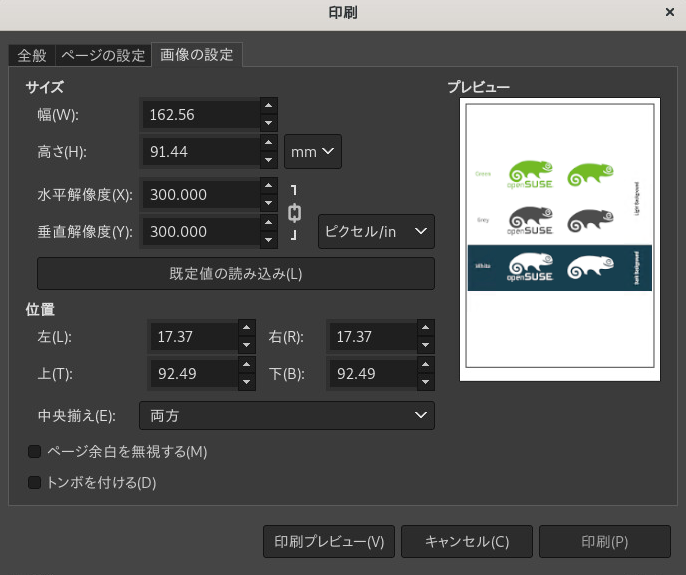 印刷
全般 ページの設定 画像の設定
サイズ
幅(W): 162.56
高さ(H): 91.44 mm
水平解像度(X): 300.000
垂直解像度(Y): 300.000 ピクセル/in
既定値の読み込み(L)
位置
左(L): 17.37 右(R): 17.37
上(T): 92.49 下(B): 92.49
中央揃え(E): 両方
ページ余白を無視する(M)
トンボを付ける(D)
プレビュー
Green openSUSE
Light Background
Grey openSUSE
White openSUSE
Dark Background
印刷プレビュー(V) キャンセル(C) 印刷(P)